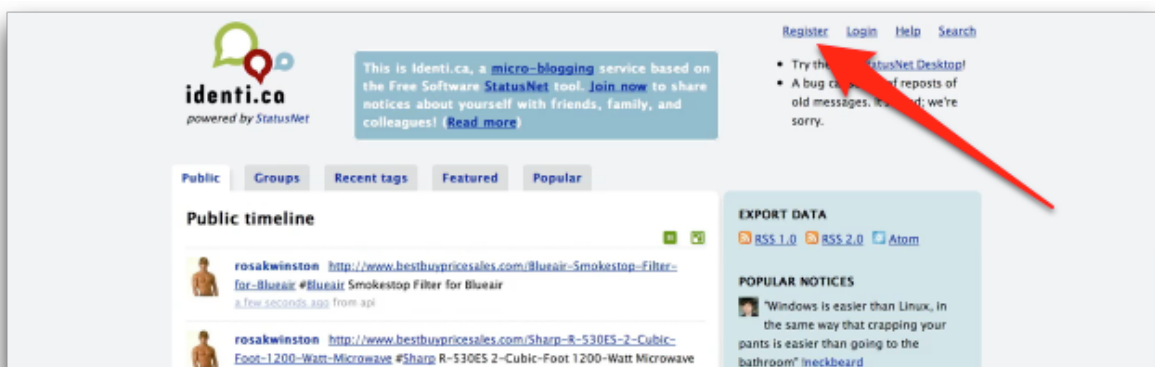 Register Login Help Search
identi.ca
powered by StatusNet
This is Identi.ca, a micro-blogging service based on
the Free Software StatusNet tool. Join now to share
notices about yourself with friends, family, and
colleagues! (Read more)
Try the StatusNet Desktop!
A bug of reposts of
old messages. we're
sorry.
Public Groups Recent tags Featured Popular
Public timeline
rosakwinston http://www.bestbuypricesales.com/Blueair-Smokestop-Filter-
for-Blueair #Blueair Smokestop Filter for Blueair
a few seconds ago from api
rosakwinston http://www.bestbuypricesales.com/Sharp-R-530ES-2-Cubic-
Foot-1200-Watt-Microwave #Sharp R-530ES 2-Cubic-Foot 1200-Watt Microwave
EXPORT DATA
RSS 1.0 RSS 2.0 Atom
POPULAR NOTICES
"Windows is easier than Linux, in
the same way that crapping your
pants is easier than going to the
bathroom" !neckbeard